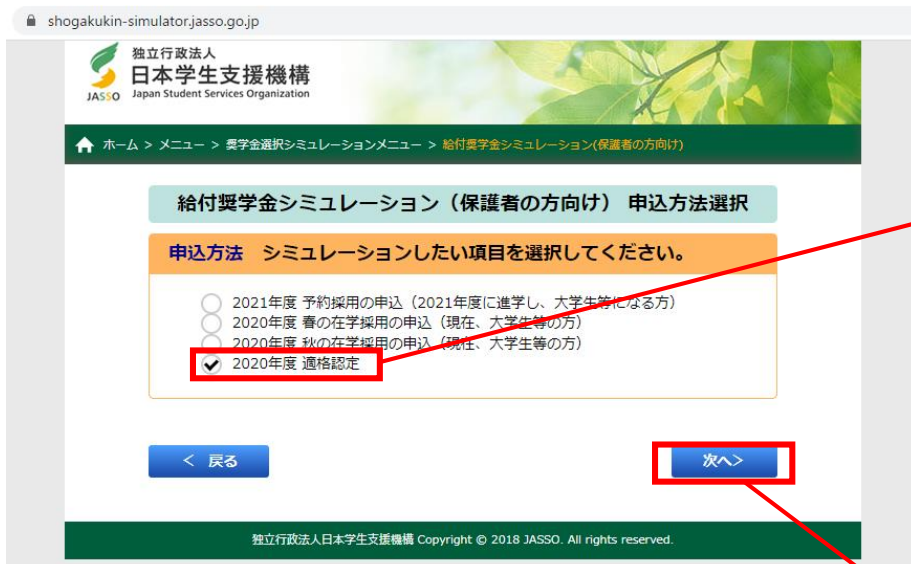 shogakukin-simulator.jasso.go.jp
独立行政法人
日本学生支援機構
JASSO Japan Student Services Organization
ホーム > メニュー > 奨学金選択シミュレーションメニュー > 給付奨学金シミュレーション(保護者の方向け)
給付奨学金シミュレーション（保護者の方向け） 申込方法選択
申込方法 シミュレーションしたい項目を選択してください。
2021年度 予約採用の申込（2021年度に進学し、大学生等になる方）
2020年度 春の在学採用の申込（現在、大学生等の方）
2020年度 秋の在学採用の申込（現在、大学生等の方）
2020年度 適格認定
< 戻る
次へ>
独立行政法人日本学生支援機構 Copyright © 2018 JASSO. All rights reserved.